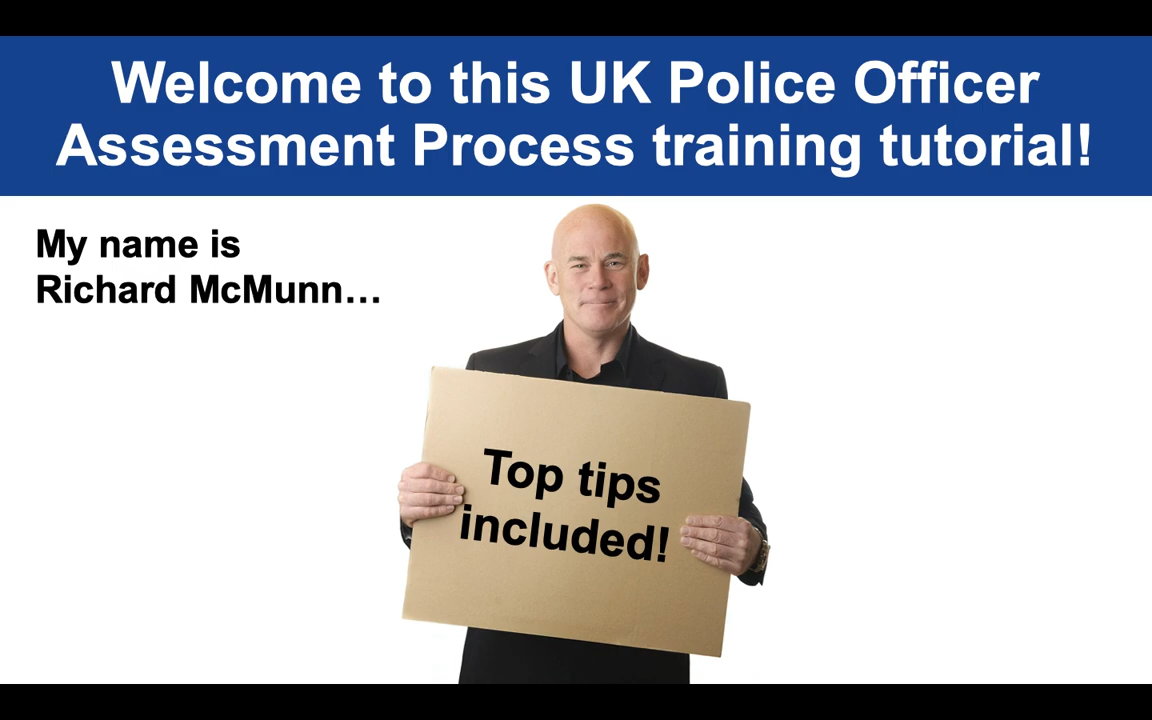 Welcome to this UK Police Officer
Assessment Process training tutorial!
My name is
Richard McMunn…
Top tips
included!